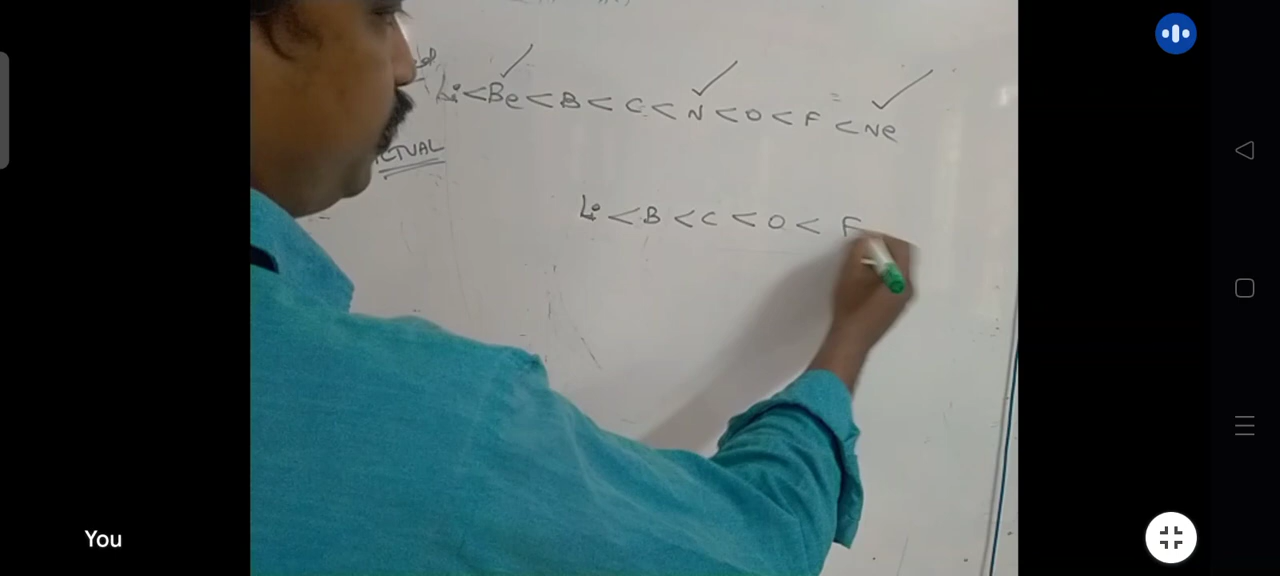 Li < Be < B < C < N < O < F < Ne
CTUAL
Li < B < C < O < F
You